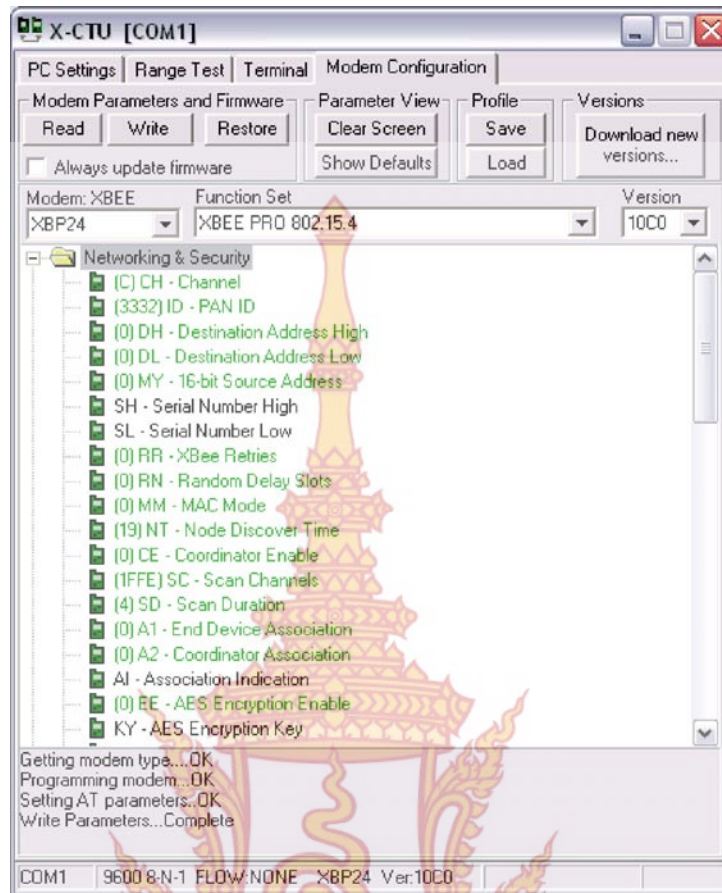 X-CTU [COM1]
PC Settings Range Test Terminal Modem Configuration
Modem Parameters and Firmware Parameter View Profile Versions
Read Write Restore Clear Screen Save Download new versions...
Always update firmware Show Defaults Load
Modem: XBEE Function Set Version
XBP24 XBEE PRO 802.15.4 10C0
Networking & Security
(C) CH - Channel
(3332) ID - PAN ID
(0) DH - Destination Address High
(0) DL - Destination Address Low
(0) MY - 16-bit Source Address
SH - Serial Number High
SL - Serial Number Low
(0) RR - XBee Retries
(0) RN - Random Delay Slots
(0) MM - MAC Mode
(19) NT - Node Discover Time
(0) CE - Coordinator Enable
(1FFE) SC - Scan Channels
(4) SD - Scan Duration
(0) A1 - End Device Association
(0) A2 - Coordinator Association
AI - Association Indication
(0) EE - AES Encryption Enable
KY - AES Encryption Key
Getting modem type....OK
Programming modem...OK
Setting AT parameters..OK
Write Parameters...Complete
COM1 9600 8-N-1 FLOW:NONE XBP24 Ver:10C0